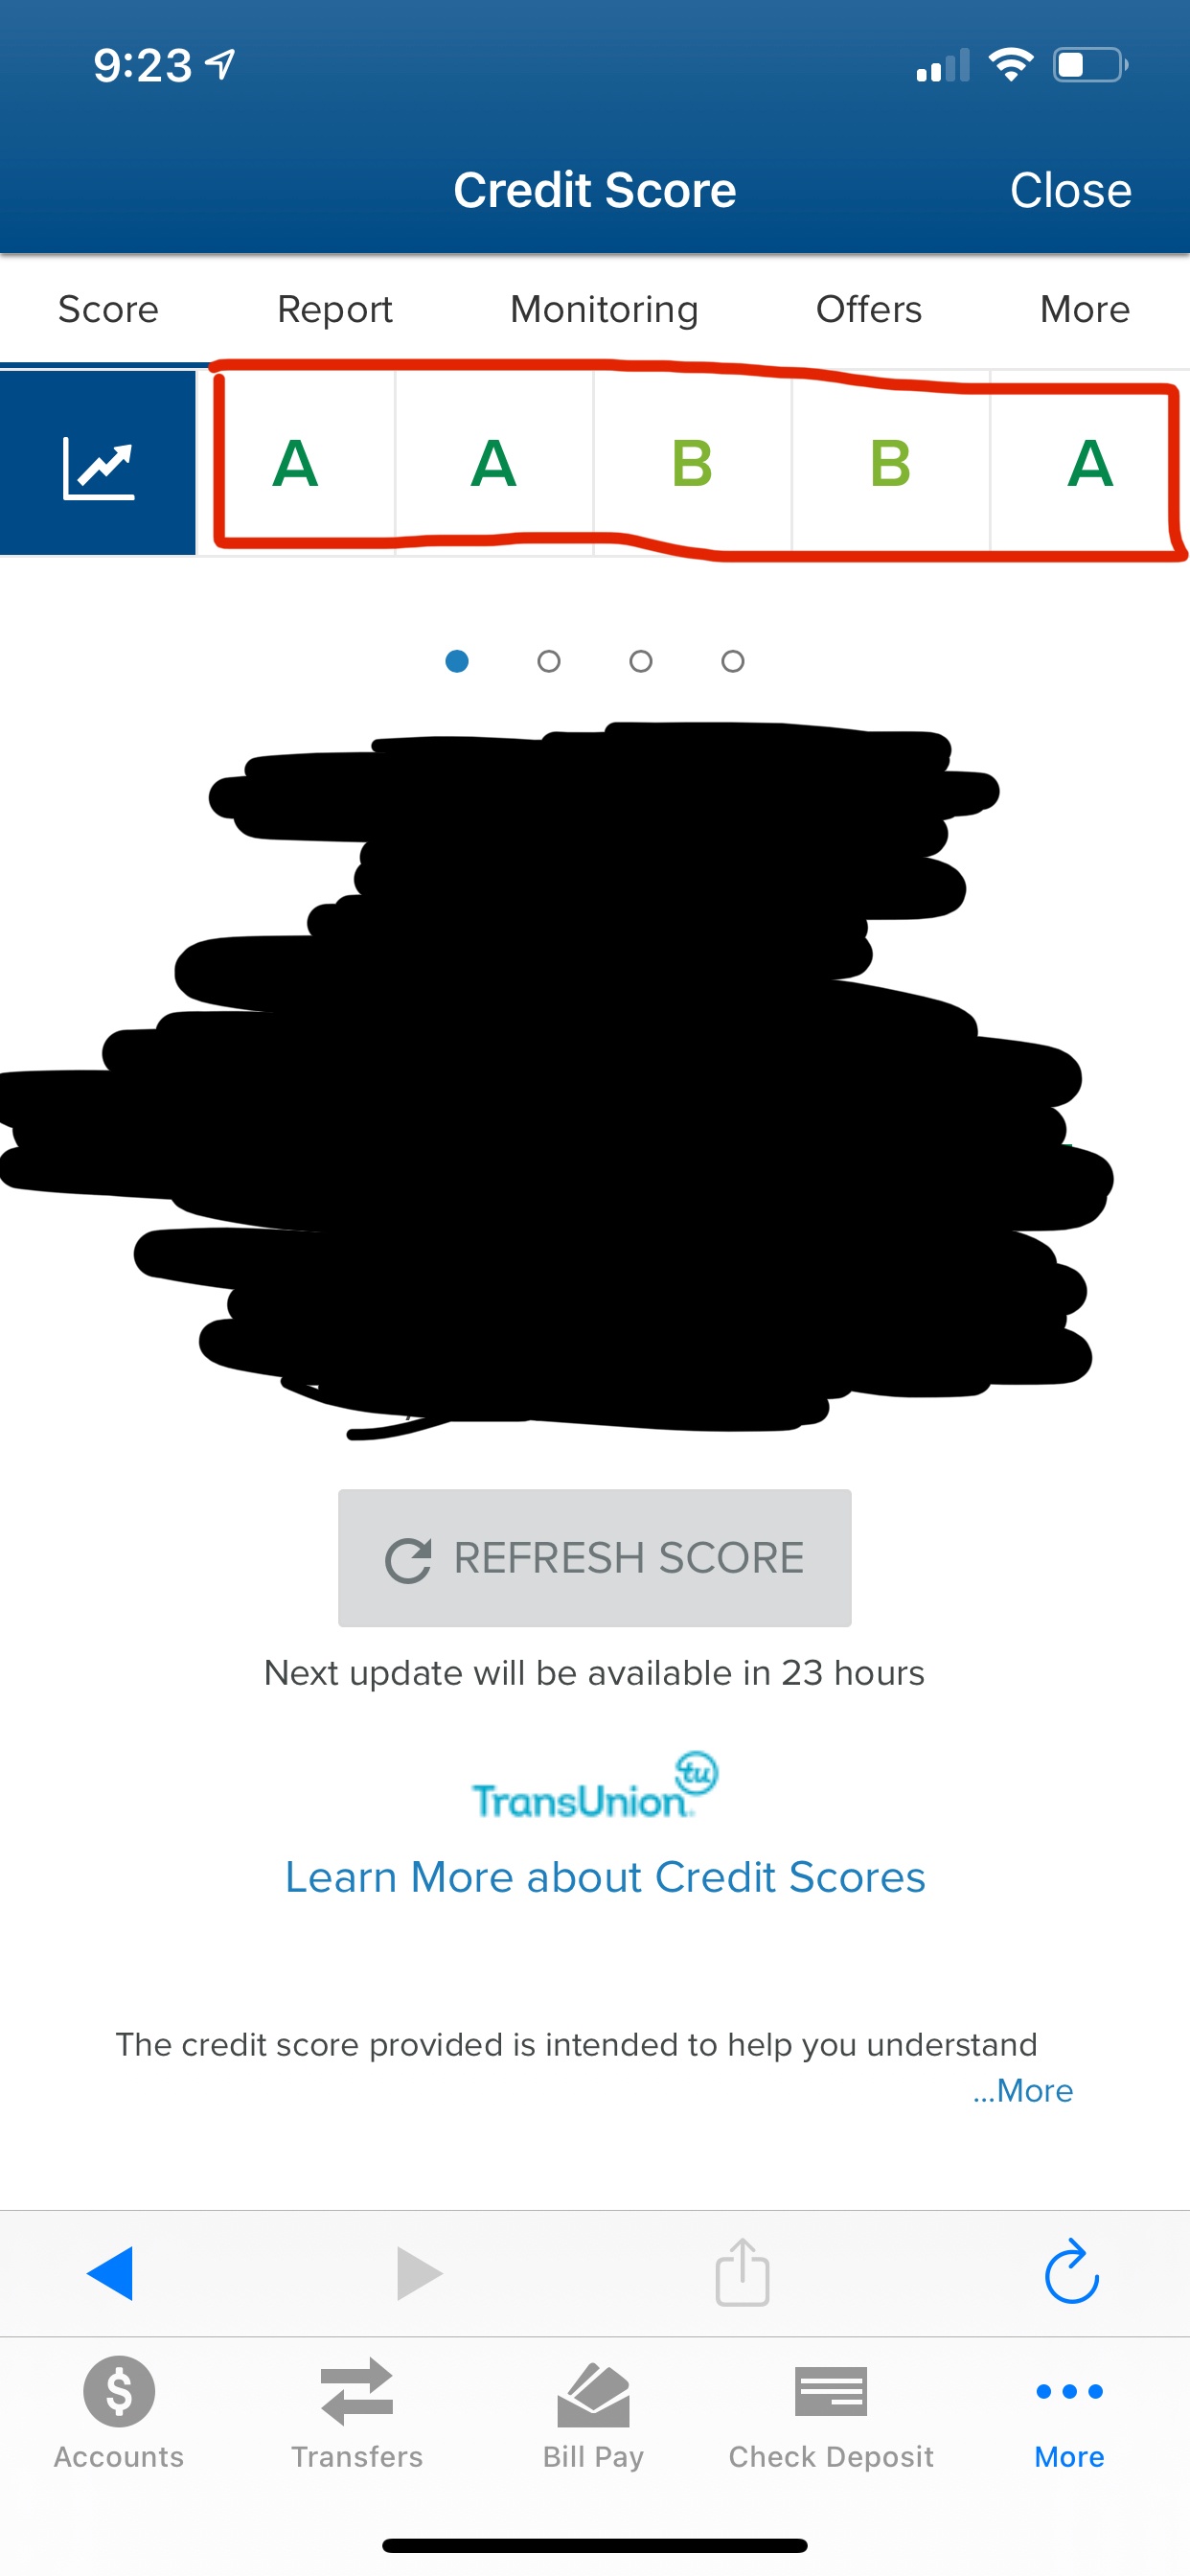 9:23
Credit Score Close
Score Report Monitoring Offers More
A A B B A
REFRESH SCORE
Next update will be available in 23 hours
TransUnion tu
Learn More about Credit Scores
The credit score provided is intended to help you understand
...More
$
Accounts Transfers Bill Pay Check Deposit More